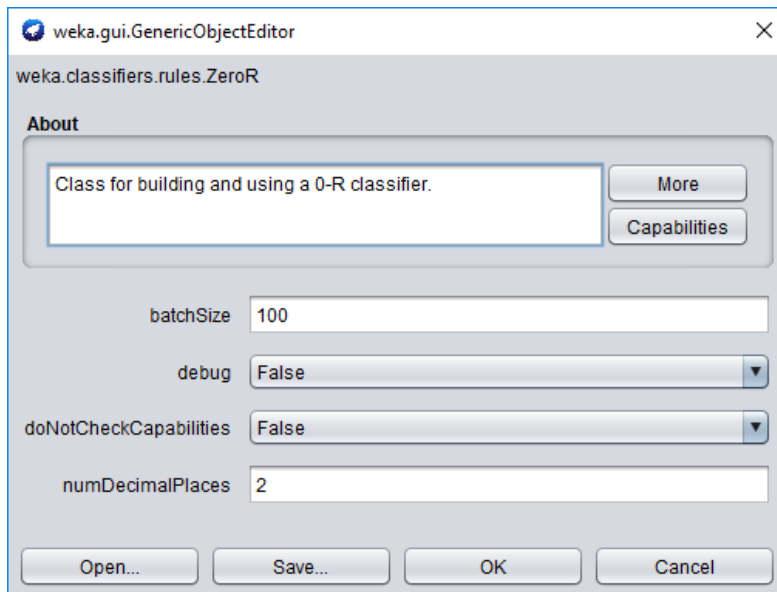 weka.gui.GenericObjectEditor
weka.classifiers.rules.ZeroR
About
Class for building and using a 0-R classifier.
More
Capabilities
batchSize 100
debug False
doNotCheckCapabilities False
numDecimalPlaces 2
Open... Save... OK Cancel